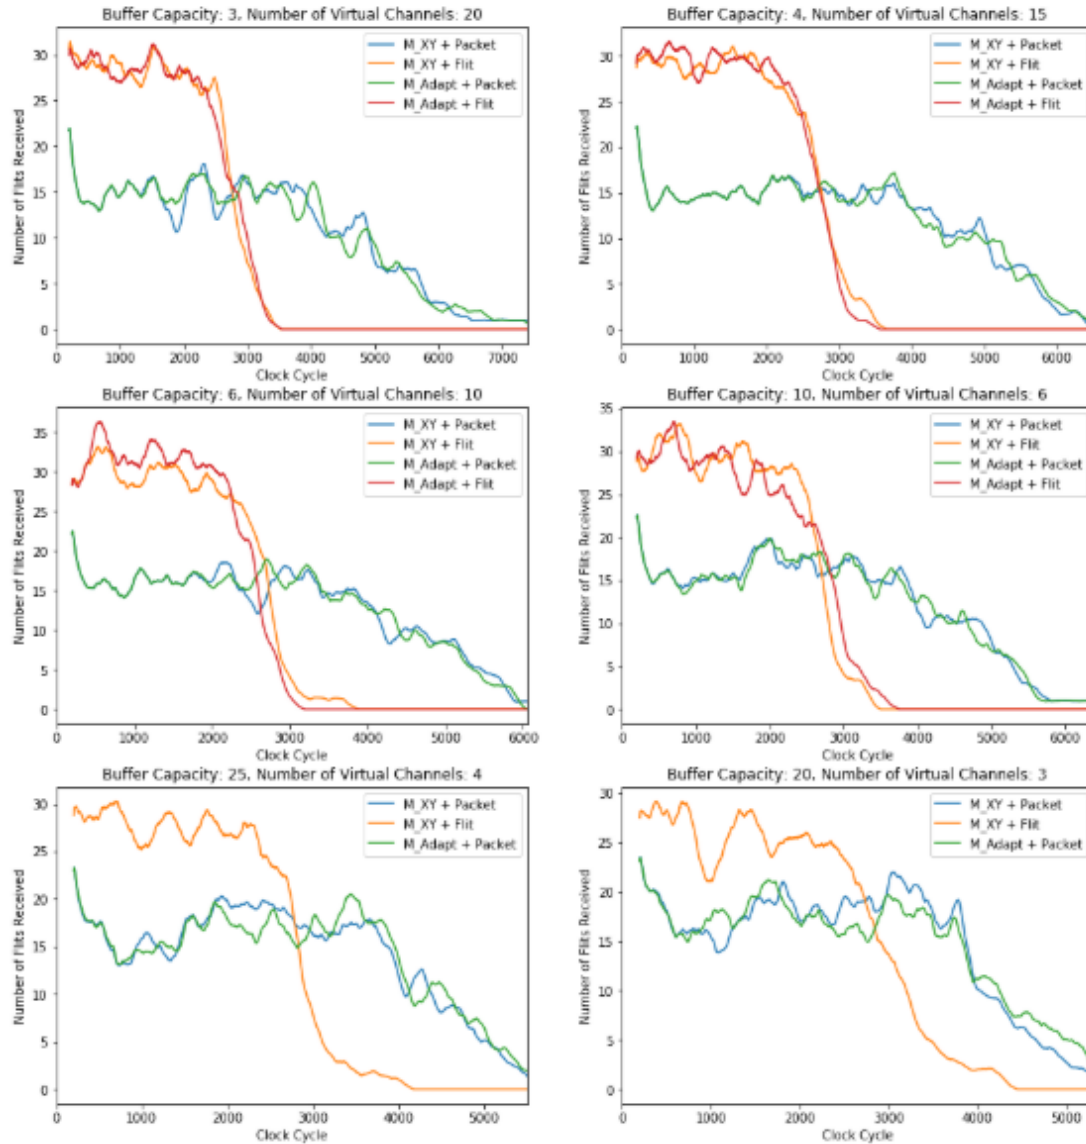 Buffer Capacity: 3, Number of Virtual Channels: 20
Number of Flits Received
30
25
20
15
10
5
0
M_XY + Packet
M_XY + Flit
M_Adapt + Packet
M_Adapt + Flit
0 1000 2000 3000 4000 5000 6000 7000
Clock Cycle
Buffer Capacity: 4, Number of Virtual Channels: 15
Number of Flits Received
30
25
20
15
10
5
0
M_XY + Packet
M_XY + Flit
M_Adapt + Packet
M_Adapt + Flit
0 1000 2000 3000 4000 5000 6000
Clock Cycle
Buffer Capacity: 6, Number of Virtual Channels: 10
Number of Flits Received
35
30
25
20
15
10
5
0
M_XY + Packet
M_XY + Flit
M_Adapt + Packet
M_Adapt + Flit
0 1000 2000 3000 4000 5000 6000
Clock Cycle
Buffer Capacity: 10, Number of Virtual Channels: 6
Number of Flits Received
35
30
25
20
15
10
5
0
M_XY + Packet
M_XY + Flit
M_Adapt + Packet
M_Adapt + Flit
0 1000 2000 3000 4000 5000 6000
Clock Cycle
Buffer Capacity: 25, Number of Virtual Channels: 4
Number of Flits Received
30
25
20
15
10
5
0
M_XY + Packet
M_XY + Flit
M_Adapt + Packet
0 1000 2000 3000 4000 5000
Clock Cycle
Buffer Capacity: 20, Number of Virtual Channels: 3
Number of Flits Received
30
25
20
15
10
5
0
M_XY + Packet
M_XY + Flit
M_Adapt + Packet
0 1000 2000 3000 4000 5000
Clock Cycle